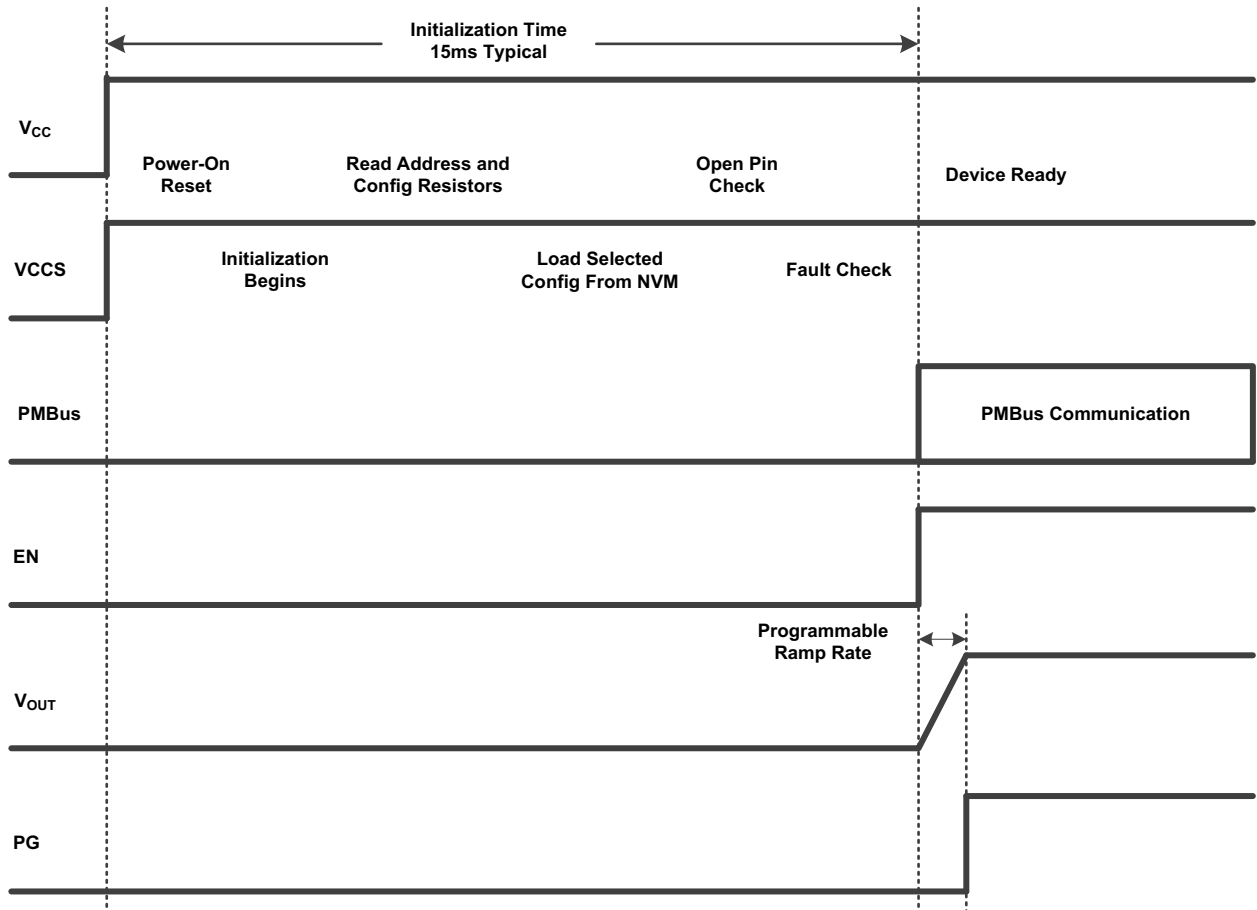 Initialization Time
15ms Typical
VCC
Power-On
Reset
Read Address and
Config Resistors
Open Pin
Check
Device Ready
VCCS
Initialization
Begins
Load Selected
Config From NVM
Fault Check
PMBus
PMBus Communication
EN
Programmable
Ramp Rate
VOUT
PG